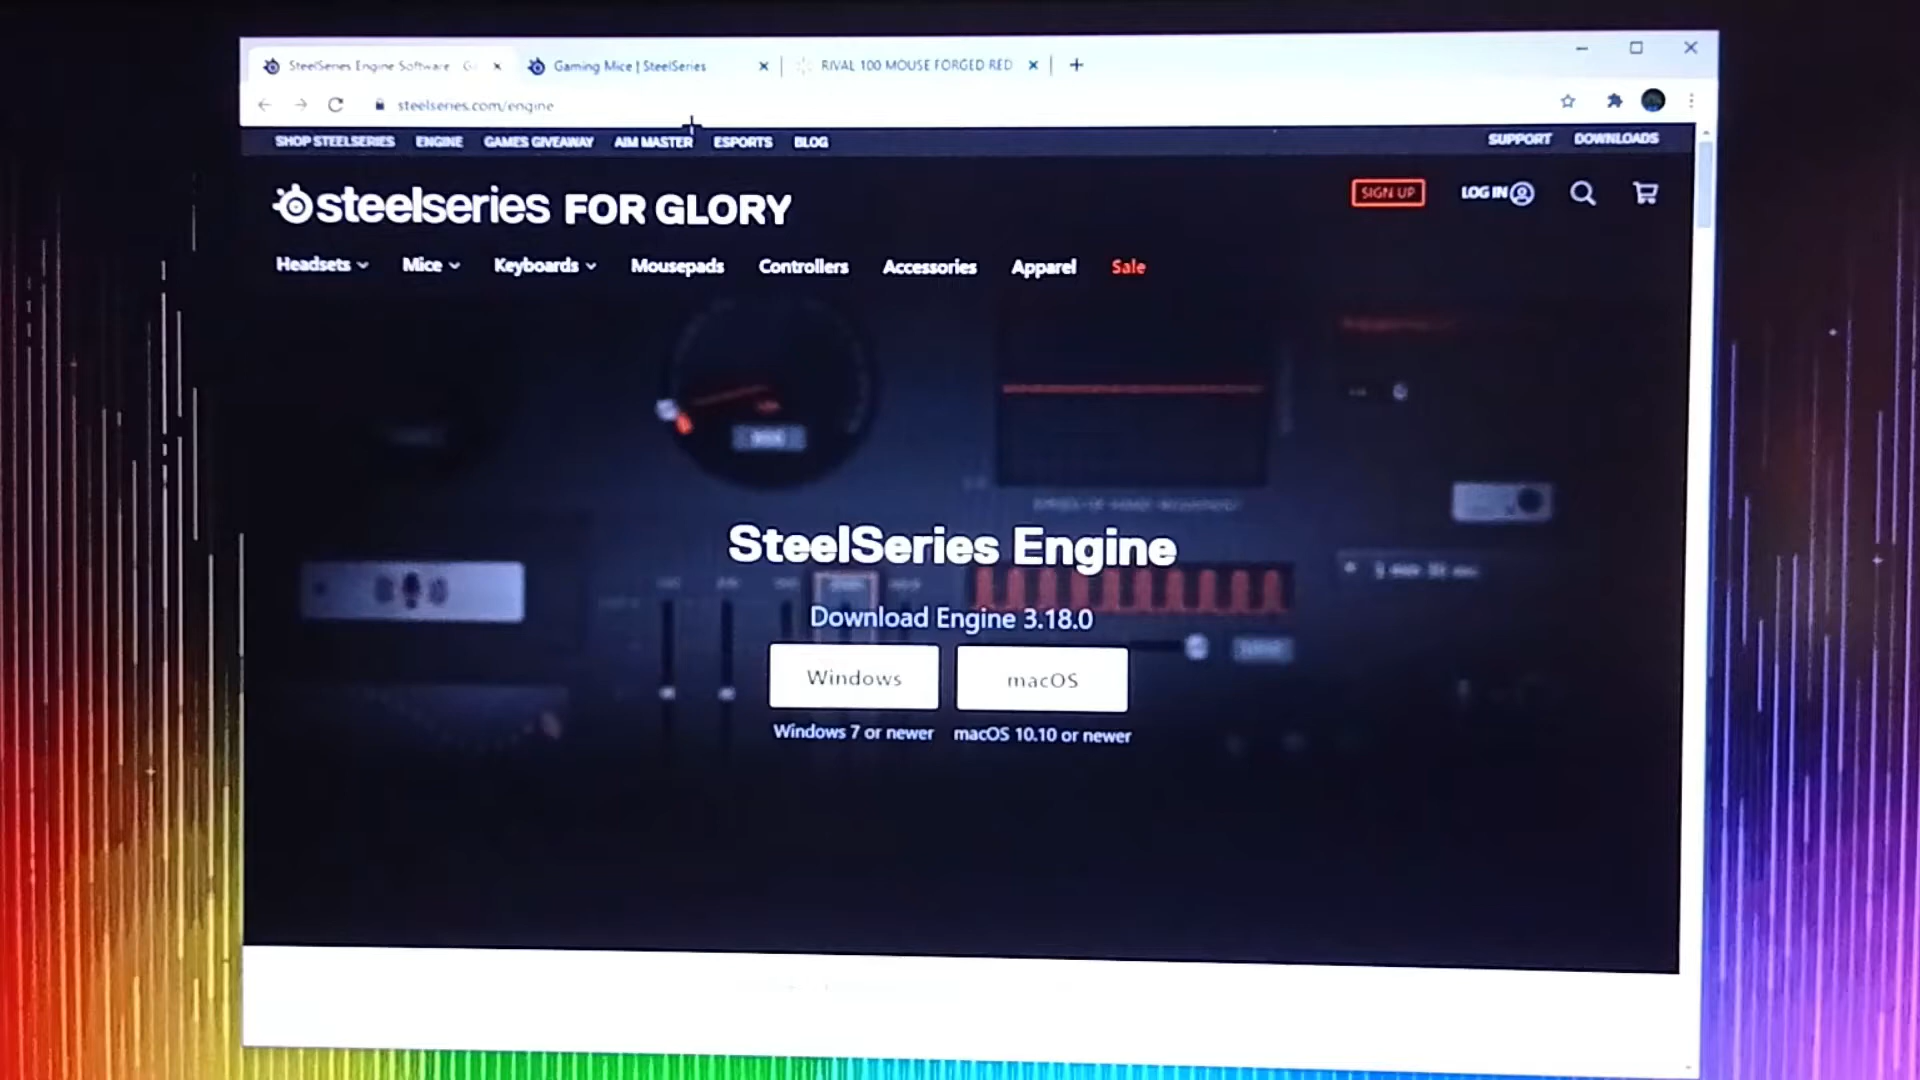 SteelSeries Engine Software
Gaming Mice | SteelSeries
RIVAL 100 MOUSE FORGED RED
steelseries.com/engine
SHOP STEELSERIES ENGINE GAMES GIVEAWAY AIM MASTER ESPORTS BLOG SUPPORT DOWNLOADS
steelseries FOR GLORY
SIGN UP LOG IN
Headsets Mice Keyboards Mousepads Controllers Accessories Apparel Sale
SteelSeries Engine
Download Engine 3.18.0
Windows macOS
Windows 7 or newer macOS 10.10 or newer